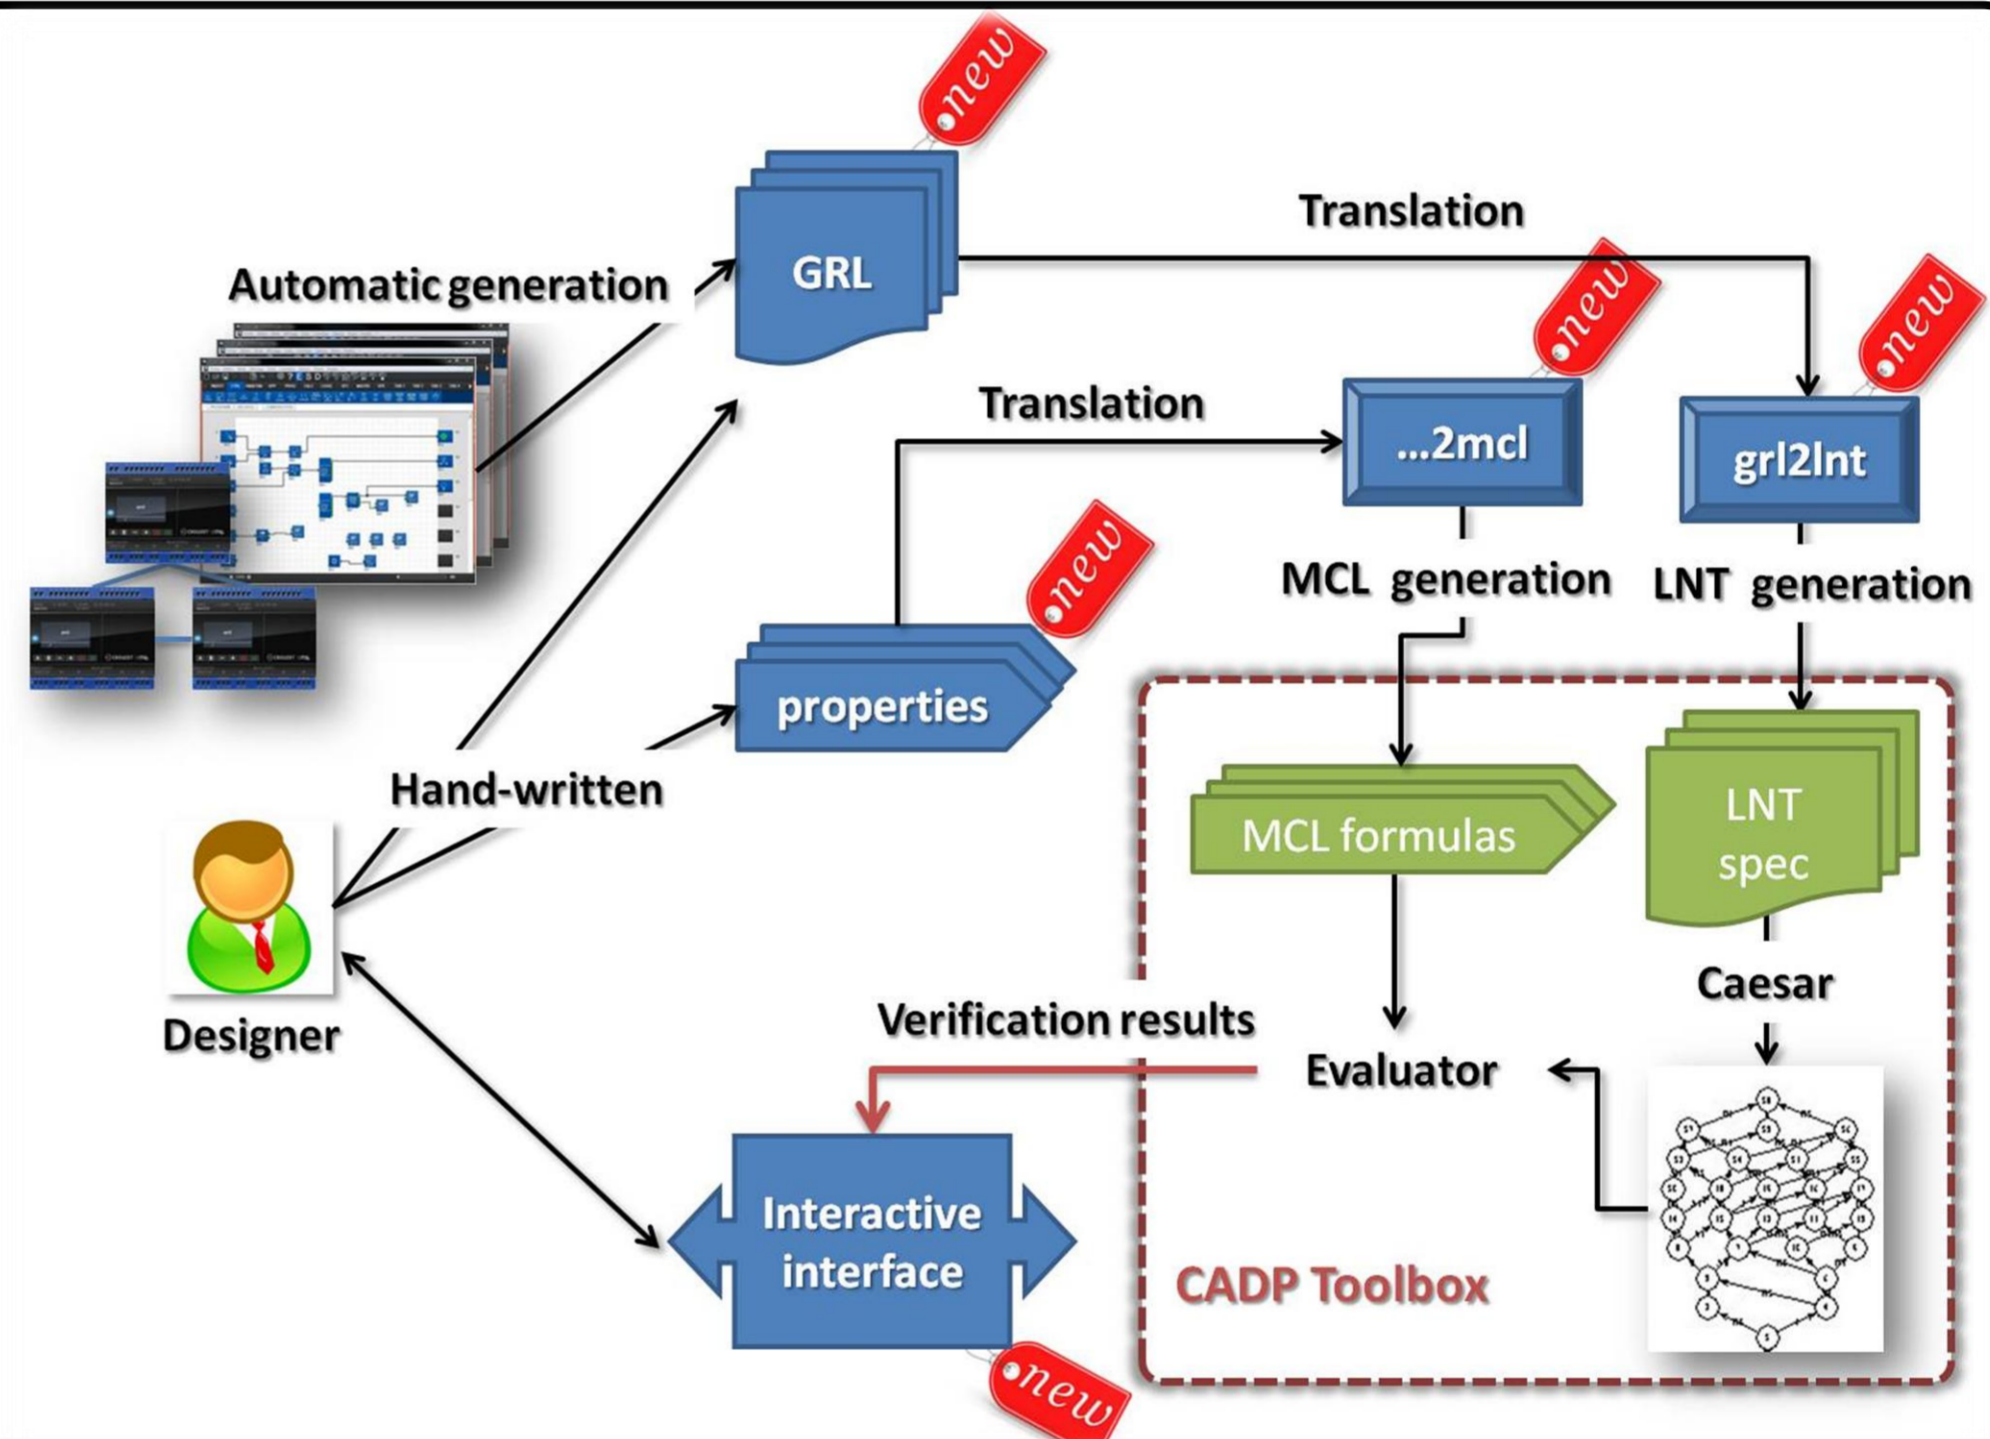 new
Translation
Automatic generation
GRL
new
new
Translation
...2mcl
grl2lnt
new
MCL generation
LNT generation
properties
Hand-written
MCL formulas
LNT
spec
Caesar
Designer
Verification results
Evaluator
Interactive
interface
CADP Toolbox
new